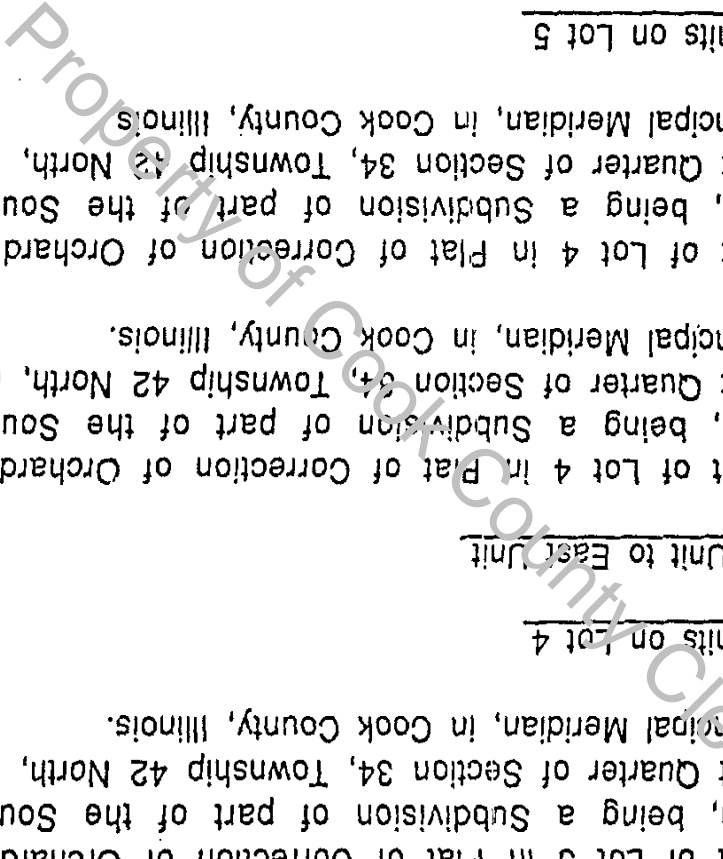 of Lot 3 in Plat of Correction of Orchard
, being a Subdivision of part of the Sou
t Quarter of Section 34, Township 42 North,
ncipal Meridian, in Cook County, Illinois.
nits on Lot 4
Unit to East Unit
t of Lot 4 in Plat of Correction of Orchard
, being a Subdivision of part of the Sou
t Quarter of Section 34, Township 42 North,
ncipal Meridian, in Cook County, Illinois.
t of Lot 4 in Plat of Correction of Orchard
, being a Subdivision of part of the Sou
t Quarter of Section 34, Township 42 North,
ncipal Meridian, in Cook County, Illinois
nits on Lot 5
Property of Cook County Cle